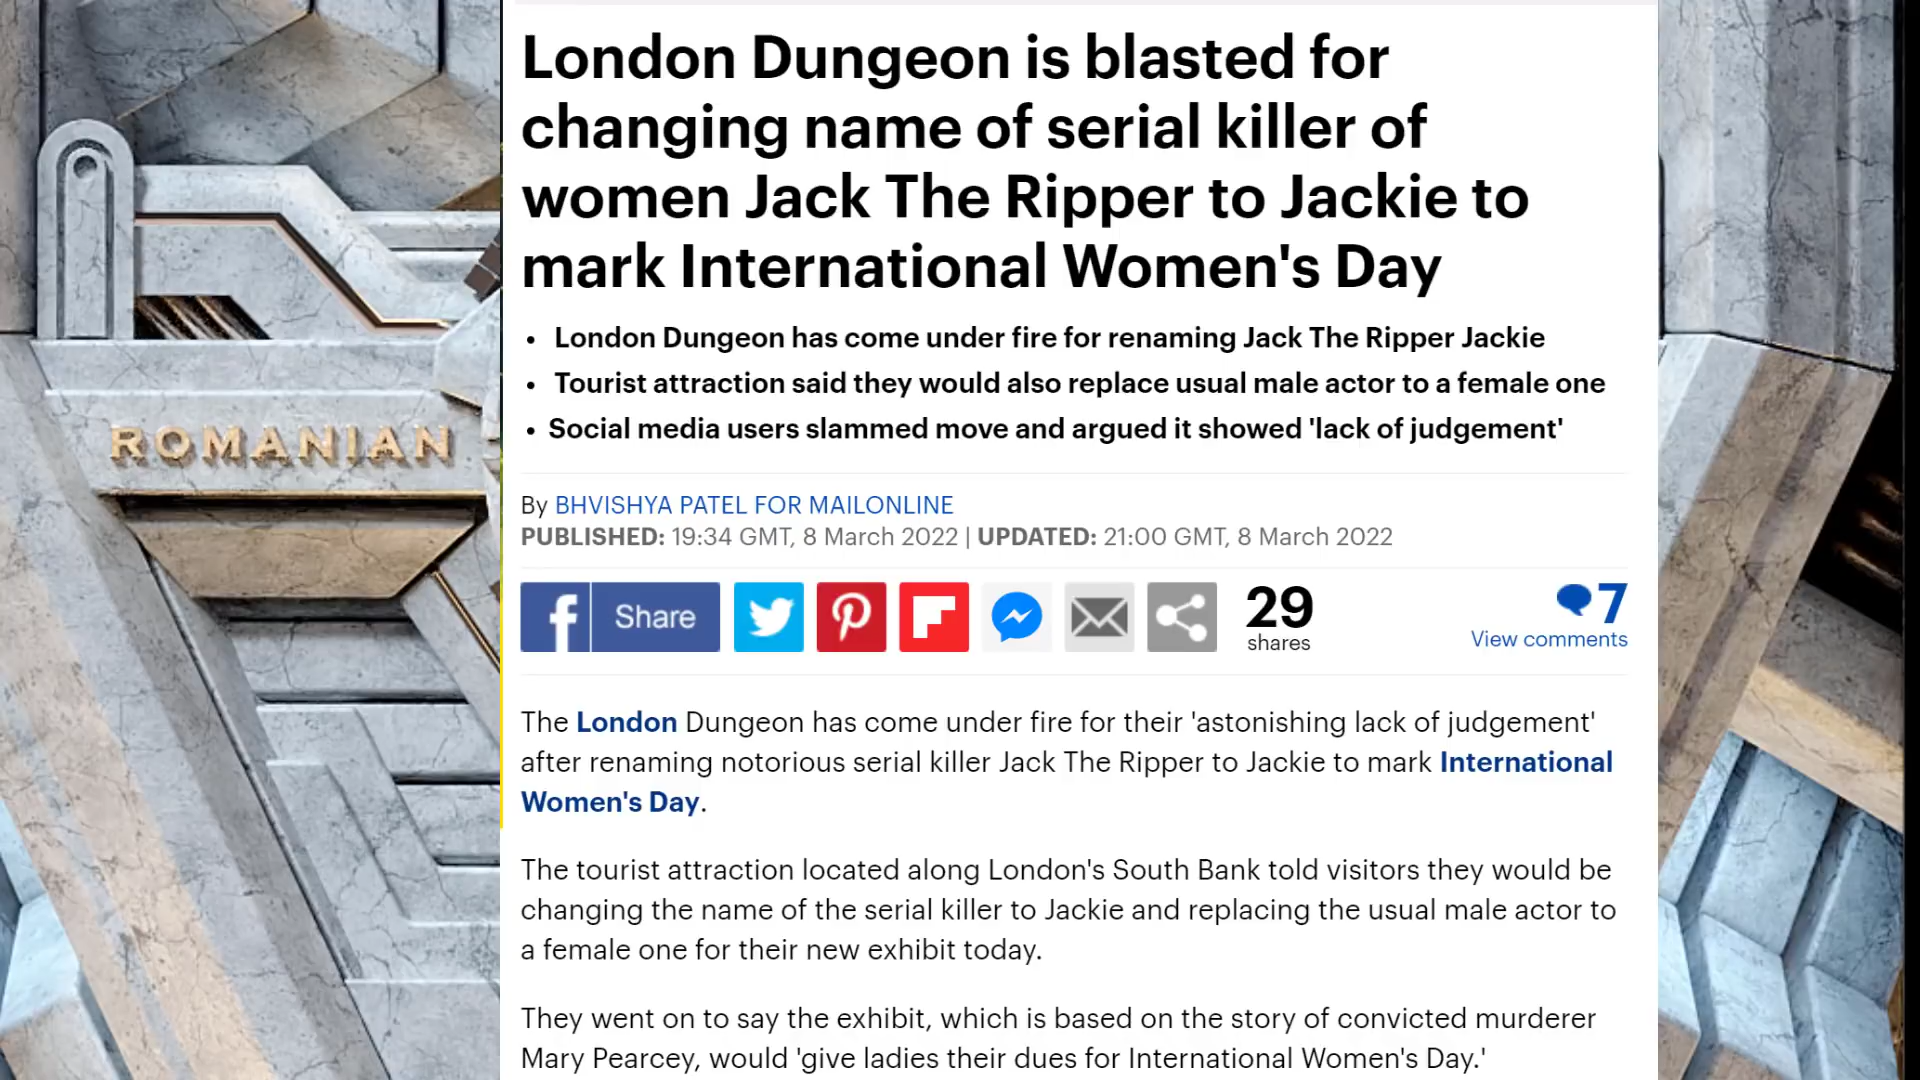 London Dungeon is blasted for
changing name of serial killer of
women Jack The Ripper to Jackie to
mark International Women's Day
• London Dungeon has come under fire for renaming Jack The Ripper Jackie
• Tourist attraction said they would also replace usual male actor to a female one
• Social media users slammed move and argued it showed 'lack of judgement'
ROMANIAN
By BHVISHYA PATEL FOR MAILONLINE
PUBLISHED: 19:34 GMT, 8 March 2022 | UPDATED: 21:00 GMT, 8 March 2022
Share
29
shares
7
View comments
The London Dungeon has come under fire for their 'astonishing lack of judgement'
after renaming notorious serial killer Jack The Ripper to Jackie to mark International
Women's Day.
The tourist attraction located along London's South Bank told visitors they would be
changing the name of the serial killer to Jackie and replacing the usual male actor to
a female one for their new exhibit today.
They went on to say the exhibit, which is based on the story of convicted murderer
Mary Pearcey, would 'give ladies their dues for International Women's Day.'